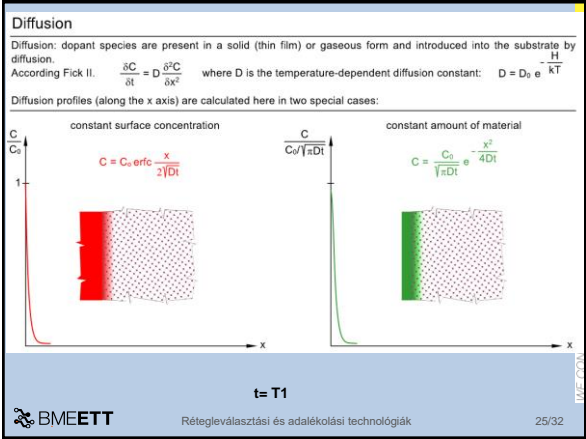 Diffusion
Diffusion: dopant species are present in a solid (thin film) or gaseous form and introduced into the substrate by
diffusion.
According Fick II. δC/δt = D δ²C/δx² where D is the temperature-dependent diffusion constant: D = D₀ e^(-H/kT)
Diffusion profiles (along the x axis) are calculated here in two special cases:
constant surface concentration
constant amount of material
C/C₀
C = C₀ erfc x/2√Dt
1
x
C/C₀/√πDt
C = C₀/√πDt e^(-x²/4Dt)
x
t= T1
BMEETT
Rétegleválasztási és adalékolási technológiák
25/32